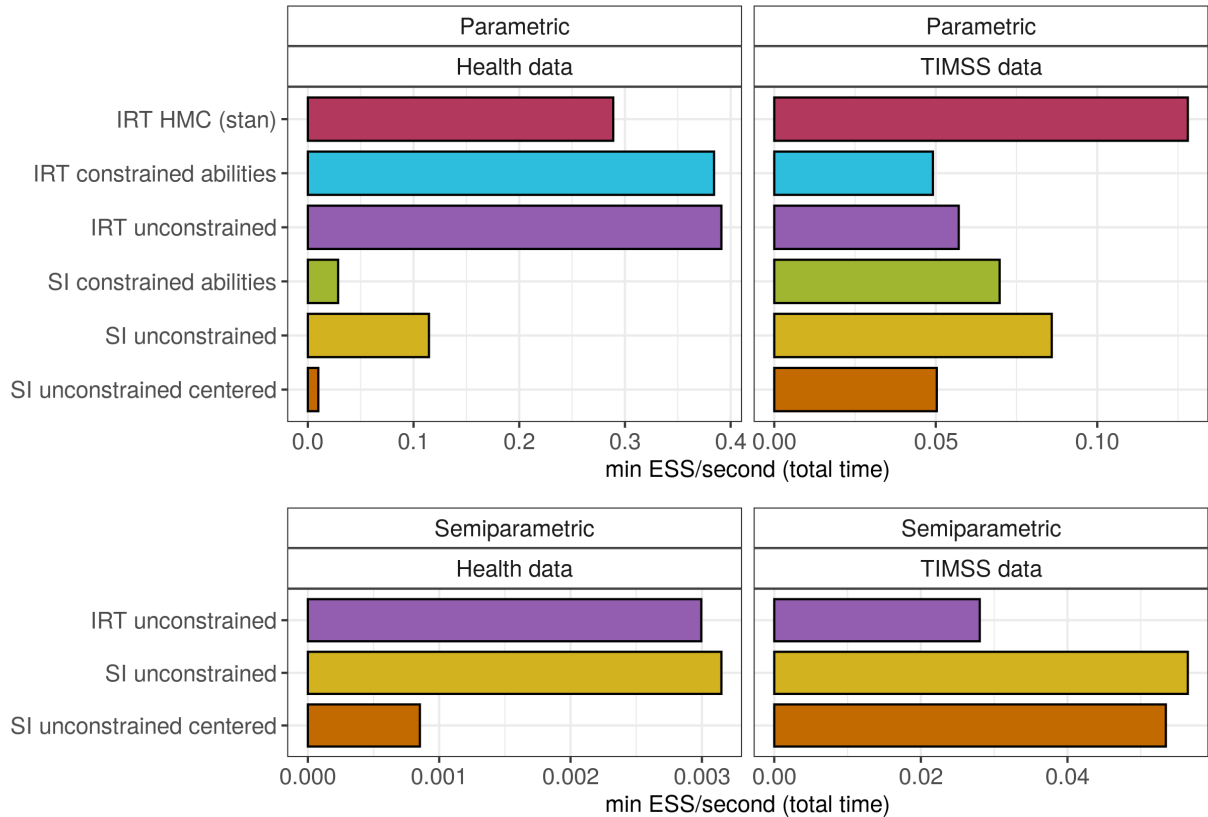 Parametric
Parametric
Health data
TIMSS data
IRT HMC (stan)
IRT constrained abilities
IRT unconstrained
SI constrained abilities
SI unconstrained
SI unconstrained centered
0.0 0.1 0.2 0.3 0.4
0.00 0.05 0.10
min ESS/second (total time)
Semiparametric
Semiparametric
Health data
TIMSS data
IRT unconstrained
SI unconstrained
SI unconstrained centered
0.000 0.001 0.002 0.003
0.00 0.02 0.04
min ESS/second (total time)